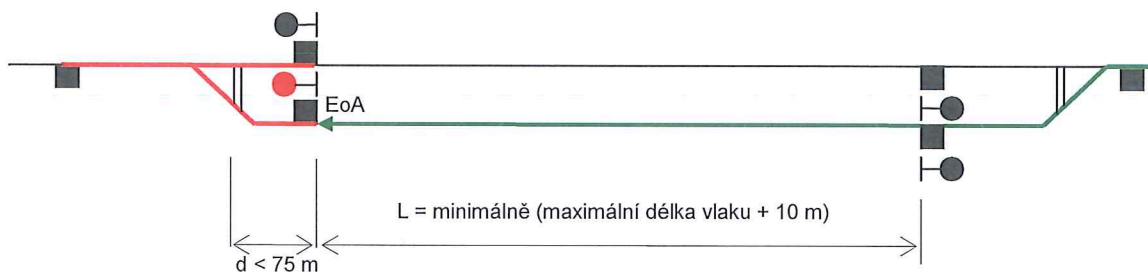 EoA
L = minimálně (maximální délka vlaku + 10 m)
d < 75 m